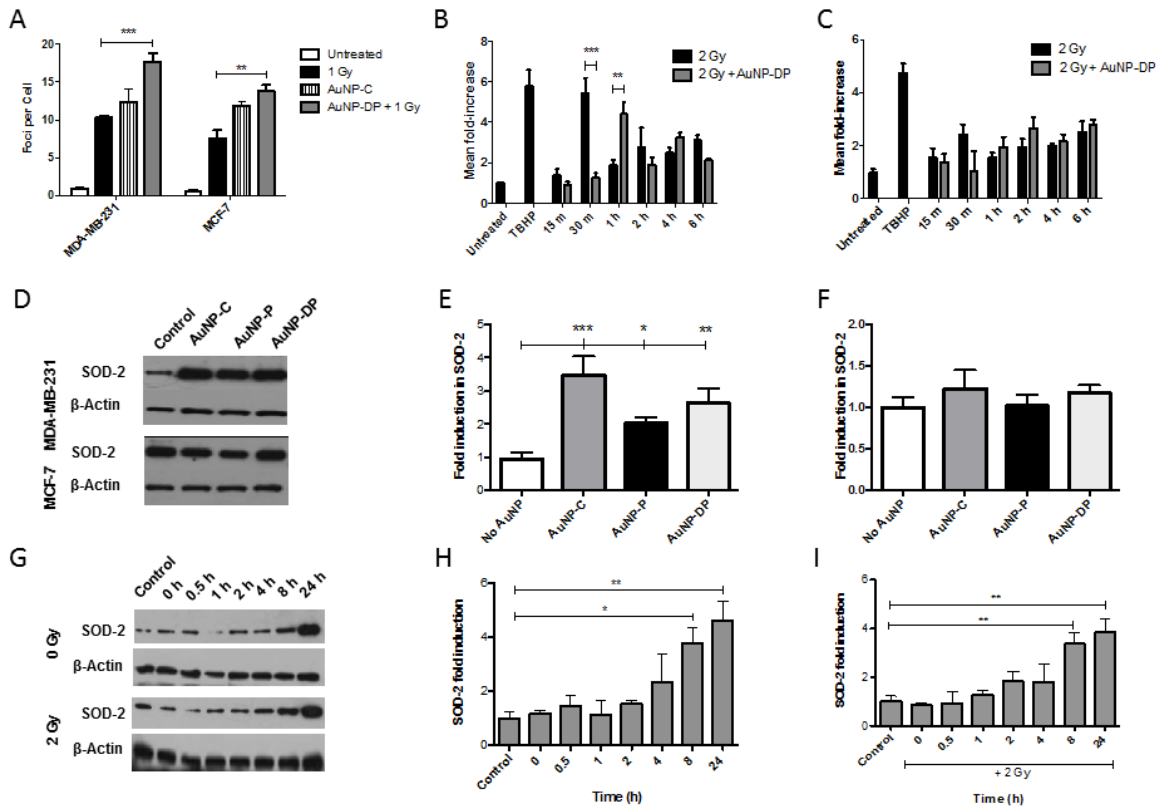 A
Foci per Cell
20
15
10
5
0
***
**
MDA-MB-231
MCF-7
Untreated
1 Gy
AuNP-C
AuNP-DP + 1 Gy
B
Mean fold-increase
8
6
4
2
0
***
**
2 Gy
2 Gy + AuNP-DP
Untreated
TBHP
15 m
30 m
1 h
2 h
4 h
6 h
C
Mean fold-increase
6
4
2
0
2 Gy
2 Gy + AuNP-DP
Untreated
TBHP
15 m
30 m
1 h
2 h
4 h
6 h
D
Control
AuNP-C
AuNP-P
AuNP-DP
MDA-MB-231
SOD-2
β-Actin
MCF-7
SOD-2
β-Actin
E
Fold induction in SOD-2
5
4
3
2
1
0
***
*
**
No AuNP
AuNP-C
AuNP-P
AuNP-DP
F
Fold induction in SOD-2
2.0
1.5
1.0
0.5
0.0
No AuNP
AuNP-C
AuNP-P
AuNP-DP
G
Control
0 h
0.5 h
1 h
2 h
4 h
8 h
24 h
0 Gy
SOD-2
β-Actin
2 Gy
SOD-2
β-Actin
H
SOD-2 fold induction
6
4
2
0
**
*
Control
0
0.5
1
2
4
8
24
Time (h)
I
SOD-2 fold induction
6
4
2
0
**
**
Control
0
0.5
1
2
4
8
24
+ 2 Gy
Time (h)